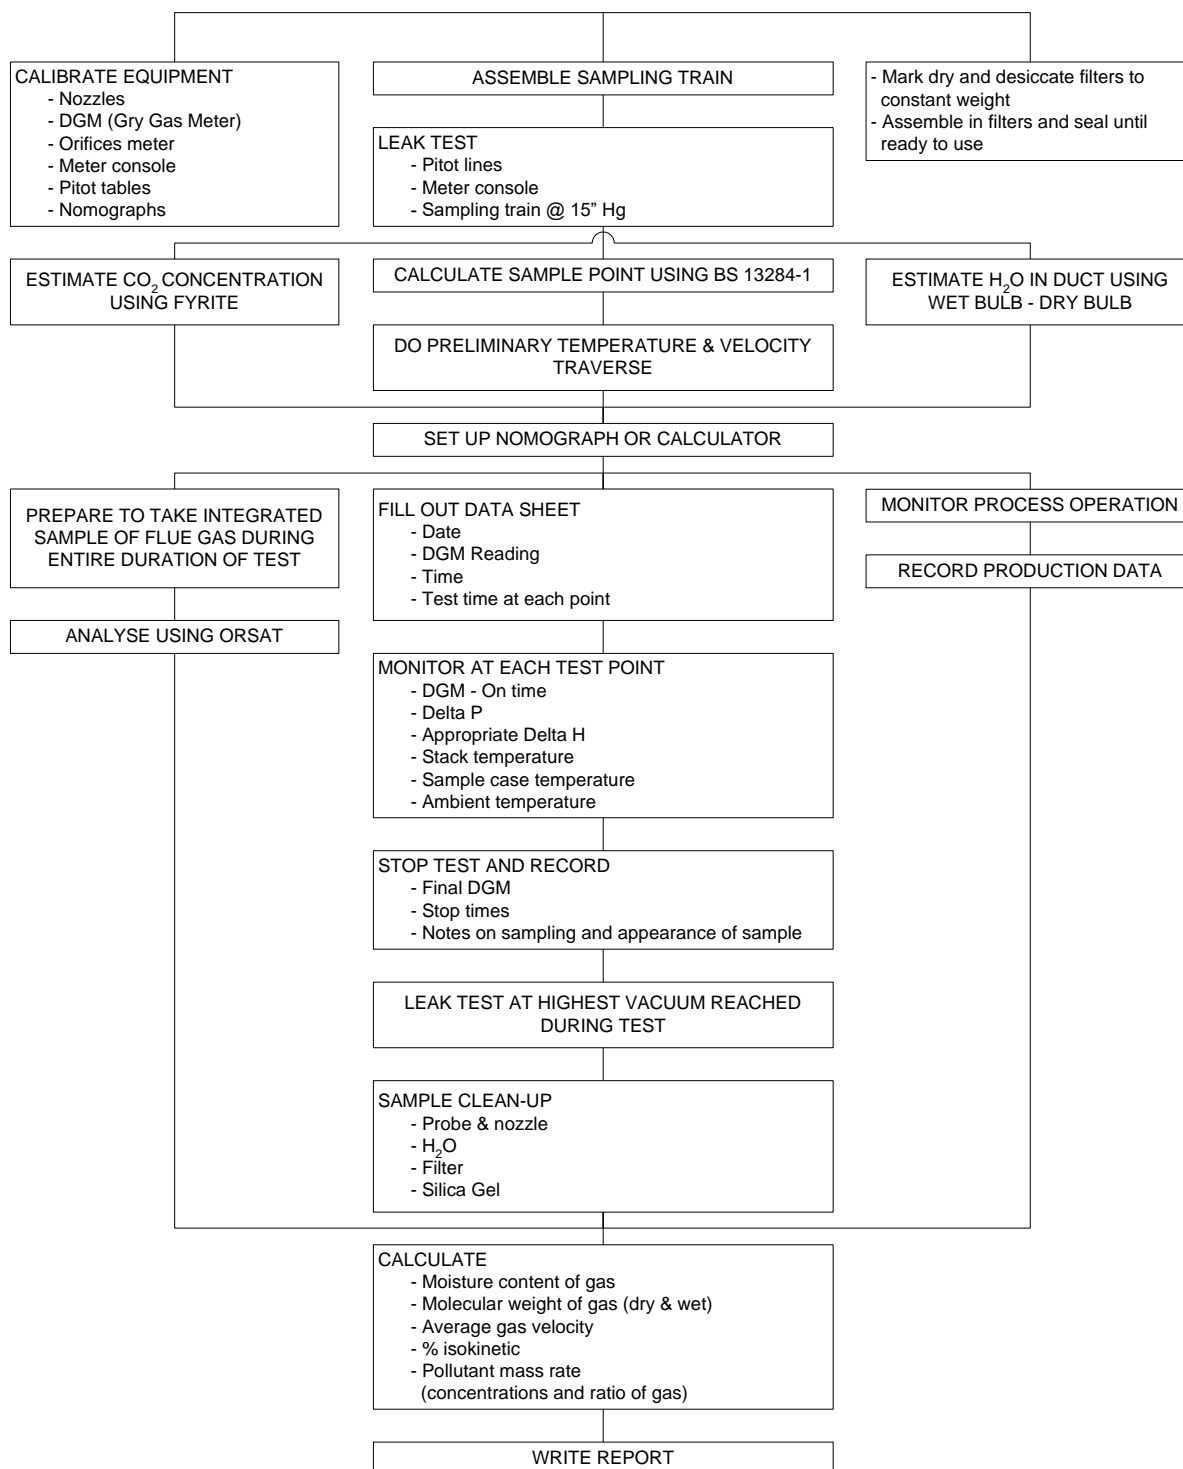 CALIBRATE EQUIPMENT
- Nozzles
- DGM (Gry Gas Meter)
- Orifices meter
- Meter console
- Pitot tables
- Nomographs
ASSEMBLE SAMPLING TRAIN
LEAK TEST
- Pitot lines
- Meter console
- Sampling train @ 15” Hg
- Mark dry and desiccate filters to
constant weight
- Assemble in filters and seal until
ready to use
ESTIMATE CO₂ CONCENTRATION
USING FYRITE
CALCULATE SAMPLE POINT USING BS 13284-1
DO PRELIMINARY TEMPERATURE & VELOCITY
TRAVERSE
ESTIMATE H₂O IN DUCT USING
WET BULB - DRY BULB
SET UP NOMOGRAPH OR CALCULATOR
PREPARE TO TAKE INTEGRATED
SAMPLE OF FLUE GAS DURING
ENTIRE DURATION OF TEST
ANALYSE USING ORSAT
FILL OUT DATA SHEET
- Date
- DGM Reading
- Time
- Test time at each point
MONITOR PROCESS OPERATION
RECORD PRODUCTION DATA
MONITOR AT EACH TEST POINT
- DGM - On time
- Delta P
- Appropriate Delta H
- Stack temperature
- Sample case temperature
- Ambient temperature
STOP TEST AND RECORD
- Final DGM
- Stop times
- Notes on sampling and appearance of sample
LEAK TEST AT HIGHEST VACUUM REACHED
DURING TEST
SAMPLE CLEAN-UP
- Probe & nozzle
- H₂O
- Filter
- Silica Gel
CALCULATE
- Moisture content of gas
- Molecular weight of gas (dry & wet)
- Average gas velocity
- % isokinetic
- Pollutant mass rate
(concentrations and ratio of gas)
WRITE REPORT